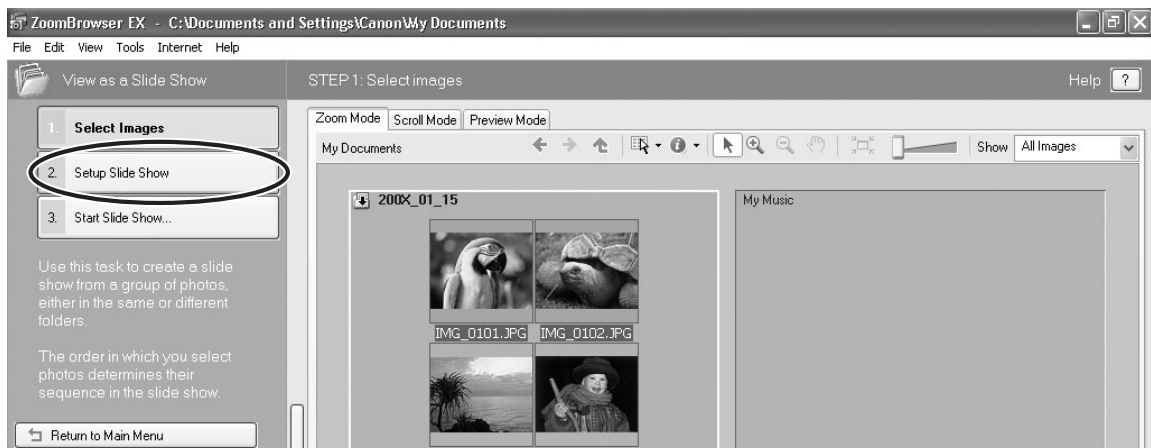 ZoomBrowser EX - C:\Documents and Settings\Canon\My Documents
File Edit View Tools Internet Help
View as a Slide Show
STEP 1: Select images
Help ?
1. Select Images
2. Setup Slide Show
3. Start Slide Show...
Use this task to create a slide
show from a group of photos,
either in the same or different
folders.
The order in which you select
photos determines their
sequence in the slide show.
Return to Main Menu
Zoom Mode Scroll Mode Preview Mode
My Documents
Show All Images
200X_01_15
My Music
IMG_0101.JPG IMG_0102.JPG